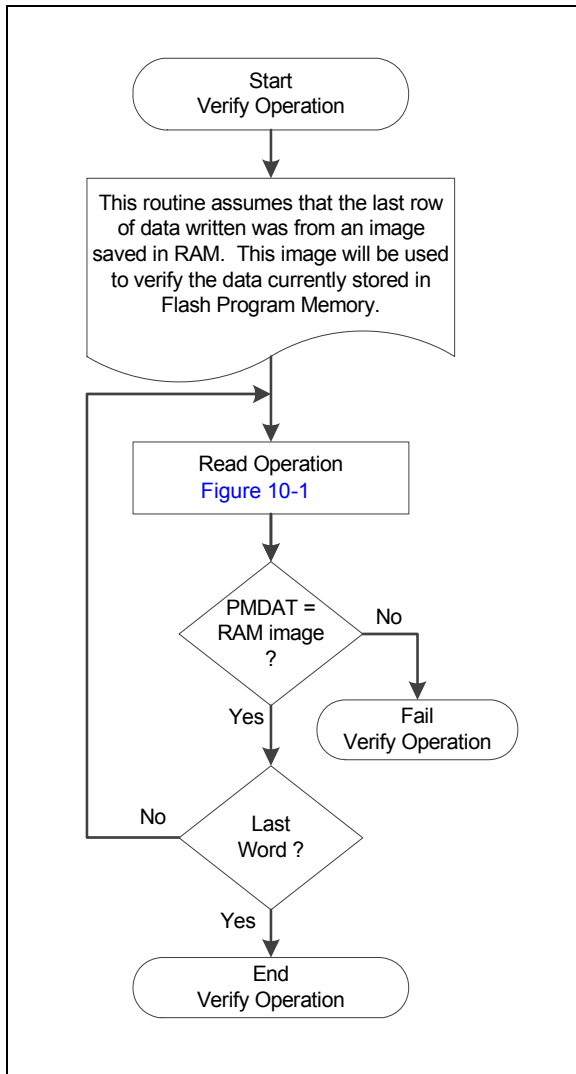 Start
Verify Operation
This routine assumes that the last row
of data written was from an image
saved in RAM. This image will be used
to verify the data currently stored in
Flash Program Memory.
Read Operation
Figure 10-1
PMDAT =
RAM image
?
No
Yes
Fail
Verify Operation
No
Last
Word ?
Yes
End
Verify Operation